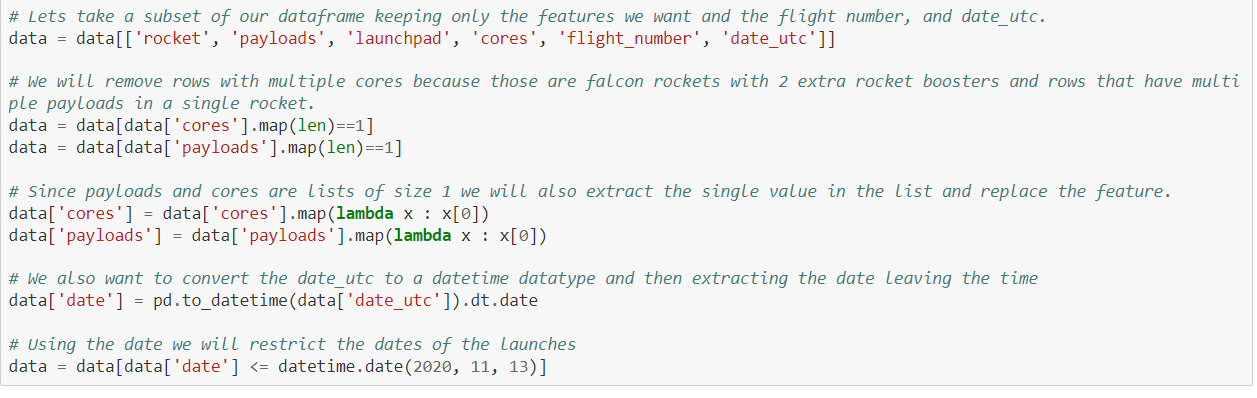 # Lets take a subset of our dataframe keeping only the features we want and the flight number, and date_utc.
data = data[['rocket', 'payloads', 'launchpad', 'cores', 'flight_number', 'date_utc']]

# We will remove rows with multiple cores because those are falcon rockets with 2 extra rocket boosters and rows that have multi
ple payloads in a single rocket.
data = data[data['cores'].map(len)==1]
data = data[data['payloads'].map(len)==1]

# Since payloads and cores are lists of size 1 we will also extract the single value in the list and replace the feature.
data['cores'] = data['cores'].map(lambda x : x[0])
data['payloads'] = data['payloads'].map(lambda x : x[0])

# We also want to convert the date_utc to a datetime datatype and then extracting the date leaving the time
data['date'] = pd.to_datetime(data['date_utc']).dt.date

# Using the date we will restrict the dates of the launches
data = data[data['date'] <= datetime.date(2020, 11, 13)]